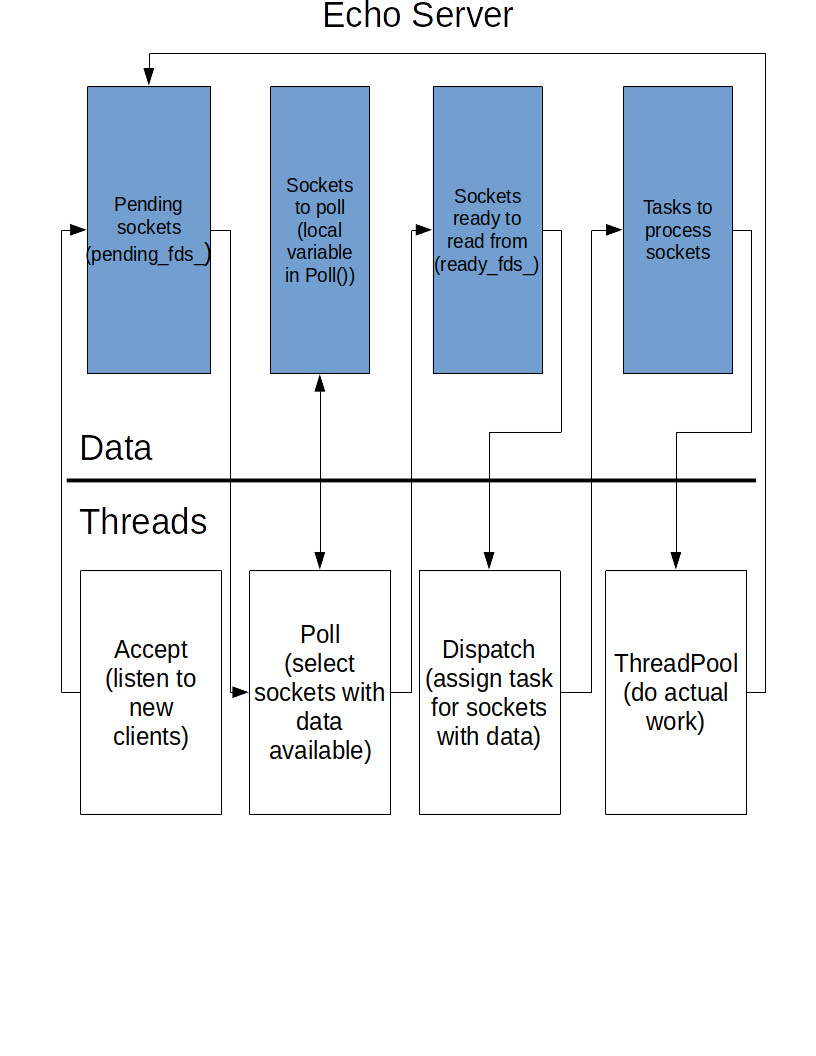 Echo Server
Pending
sockets
(pending_fds_)
Sockets
to poll
(local
variable
in Poll())
Sockets
ready to
read from
(ready_fds_)
Tasks to
process
sockets
Data
Threads
Accept
(listen to
new
clients)
Poll
(select
sockets with
data
available)
Dispatch
(assign task
for sockets
with data)
ThreadPool
(do actual
work)